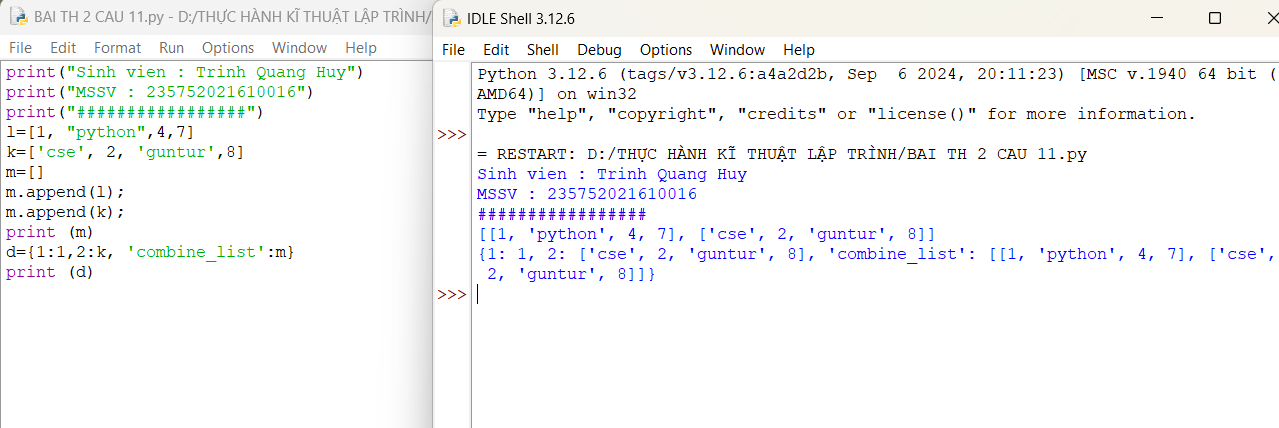 BAI TH 2 CAU 11.py - D:/THỰC HÀNH KĨ THUẬT LẬP TRÌNH/
File Edit Format Run Options Window Help
print("Sinh vien : Trinh Quang Huy")
print("MSSV : 235752021610016")
print("#################")
l=[1, "python",4,7]
k=['cse', 2, 'guntur',8]
m=[]
m.append(l);
m.append(k);
print (m)
d={1:1,2:k, 'combine_list':m}
print (d)
IDLE Shell 3.12.6
File Edit Shell Debug Options Window Help
Python 3.12.6 (tags/v3.12.6:a4a2d2b, Sep  6 2024, 20:11:23) [MSC v.1940 64 bit (
AMD64)] on win32
Type "help", "copyright", "credits" or "license()" for more information.
>>>
= RESTART: D:/THỰC HÀNH KĨ THUẬT LẬP TRÌNH/BAI TH 2 CAU 11.py
Sinh vien : Trinh Quang Huy
MSSV : 235752021610016
#################
[[1, 'python', 4, 7], ['cse', 2, 'guntur', 8]]
{1: 1, 2: ['cse', 2, 'guntur', 8], 'combine_list': [[1, 'python', 4, 7], ['cse',
 2, 'guntur', 8]]}
>>>